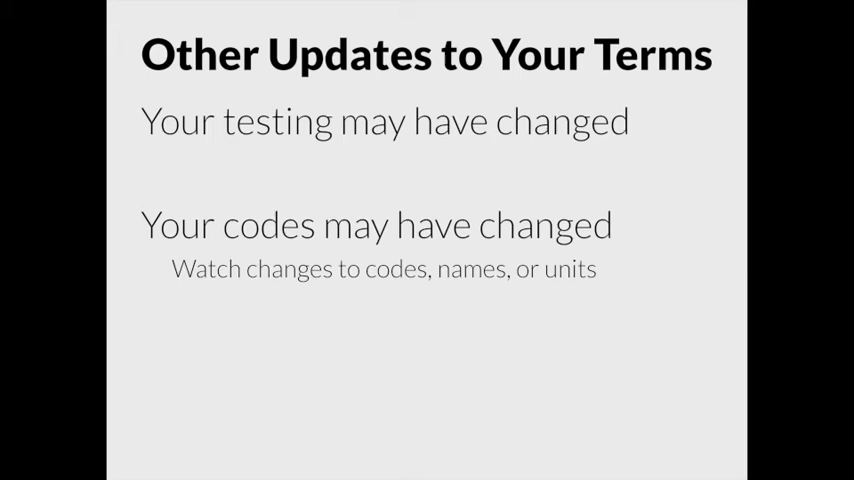 Other Updates to Your Terms
Your testing may have changed
Your codes may have changed
Watch changes to codes, names, or units